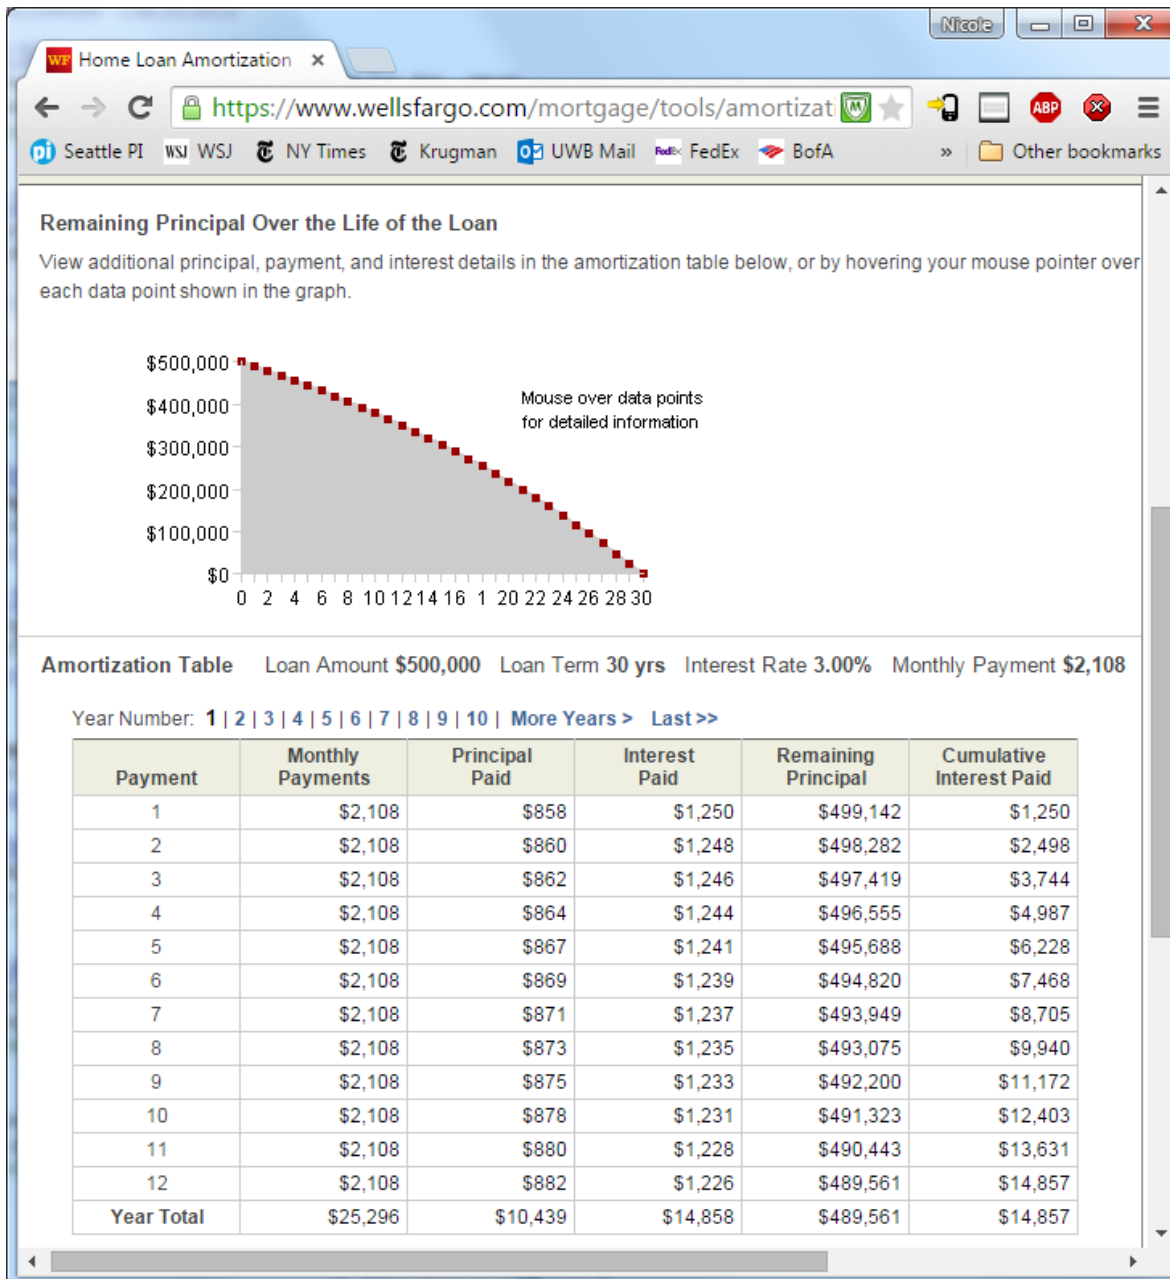 Nicole
WF Home Loan Amortization ×
https://www.wellsfargo.com/mortgage/tools/amortizati
pi Seattle PI WSJ WSJ NY Times Krugman UWB Mail FedEx FedEx BofA » Other bookmarks
ABP
Remaining Principal Over the Life of the Loan
View additional principal, payment, and interest details in the amortization table below, or by hovering your mouse pointer over
each data point shown in the graph.
$500,000
$400,000
$300,000
$200,000
$100,000
$0
Mouse over data points
for detailed information
0 2 4 6 8 10 12 14 16 1 20 22 24 26 28 30
Amortization Table Loan Amount $500,000 Loan Term 30 yrs Interest Rate 3.00% Monthly Payment $2,108
Year Number: 1 | 2 | 3 | 4 | 5 | 6 | 7 | 8 | 9 | 10 | More Years > Last >>
Payment Monthly Payments Principal Paid Interest Paid Remaining Principal Cumulative Interest Paid
1 $2,108 $858 $1,250 $499,142 $1,250
2 $2,108 $860 $1,248 $498,282 $2,498
3 $2,108 $862 $1,246 $497,419 $3,744
4 $2,108 $864 $1,244 $496,555 $4,987
5 $2,108 $867 $1,241 $495,688 $6,228
6 $2,108 $869 $1,239 $494,820 $7,468
7 $2,108 $871 $1,237 $493,949 $8,705
8 $2,108 $873 $1,235 $493,075 $9,940
9 $2,108 $875 $1,233 $492,200 $11,172
10 $2,108 $878 $1,231 $491,323 $12,403
11 $2,108 $880 $1,228 $490,443 $13,631
12 $2,108 $882 $1,226 $489,561 $14,857
Year Total $25,296 $10,439 $14,858 $489,561 $14,857